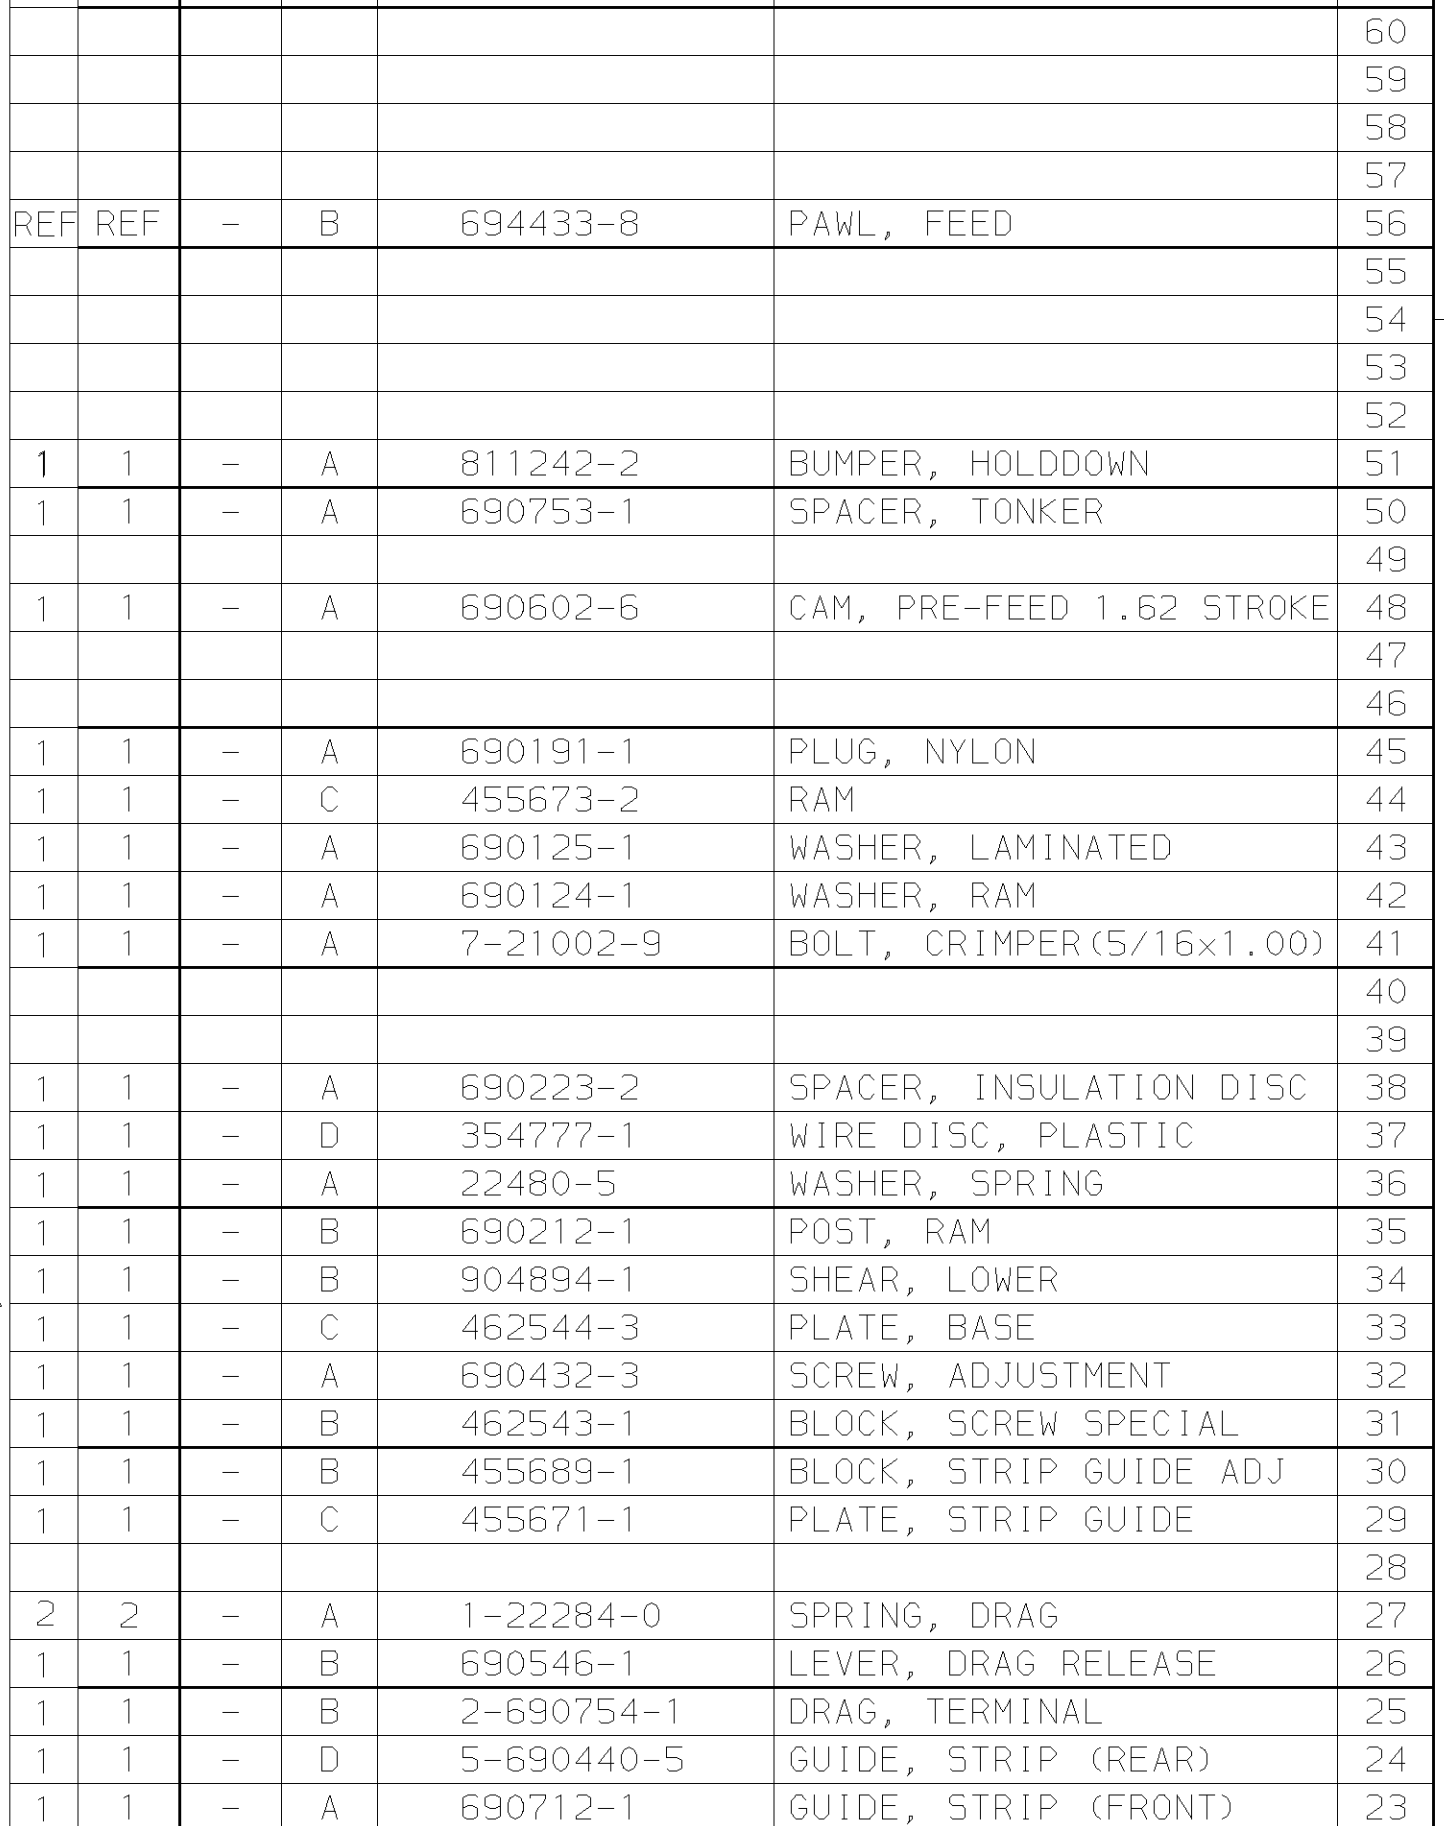 60
59
58
57
REF REF - B 694433-8 PAWL, FEED 56
55
54
53
52
1 1 - A 811242-2 BUMPER, HOLDDOWN 51
1 1 - A 690753-1 SPACER, TONKER 50
49
1 1 - A 690602-6 CAM, PRE-FEED 1.62 STROKE 48
47
46
1 1 - A 690191-1 PLUG, NYLON 45
1 1 - C 455673-2 RAM 44
1 1 - A 690125-1 WASHER, LAMINATED 43
1 1 - A 690124-1 WASHER, RAM 42
1 1 - A 7-21002-9 BOLT, CRIMPER(5/16x1.00) 41
40
39
1 1 - A 690223-2 SPACER, INSULATION DISC 38
1 1 - D 354777-1 WIRE DISC, PLASTIC 37
1 1 - A 22480-5 WASHER, SPRING 36
1 1 - B 690212-1 POST, RAM 35
1 1 - B 904894-1 SHEAR, LOWER 34
1 1 - C 462544-3 PLATE, BASE 33
1 1 - A 690432-3 SCREW, ADJUSTMENT 32
1 1 - B 462543-1 BLOCK, SCREW SPECIAL 31
1 1 - B 455689-1 BLOCK, STRIP GUIDE ADJ 30
1 1 - C 455671-1 PLATE, STRIP GUIDE 29
28
2 2 - A 1-22284-0 SPRING, DRAG 27
1 1 - B 690546-1 LEVER, DRAG RELEASE 26
1 1 - B 2-690754-1 DRAG, TERMINAL 25
1 1 - D 5-690440-5 GUIDE, STRIP (REAR) 24
1 1 - A 690712-1 GUIDE, STRIP (FRONT) 23